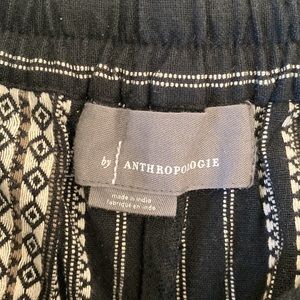 by ANTHROPOLOGIE
made in india
fabriqué en inde